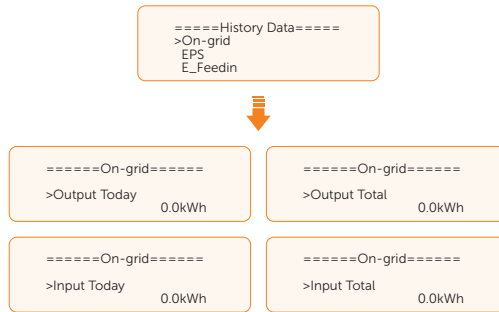 =====History Data=====
>On-grid
EPS
E_Feedin
======On-grid======
>Output Today
0.0kWh
======On-grid======
>Output Total
0.0kWh
======On-grid======
>Input Today
0.0kWh
======On-grid======
>Input Total
0.0kWh